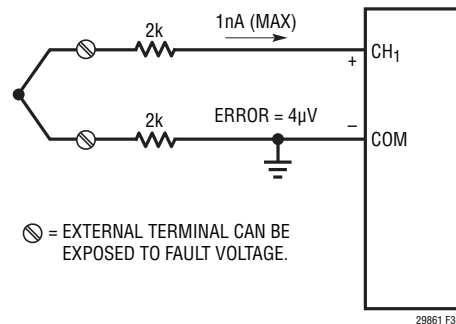 2k
1nA (MAX)
+
CH1
2k
ERROR = 4µV
–
COM
= EXTERNAL TERMINAL CAN BE
EXPOSED TO FAULT VOLTAGE.
29861 F3